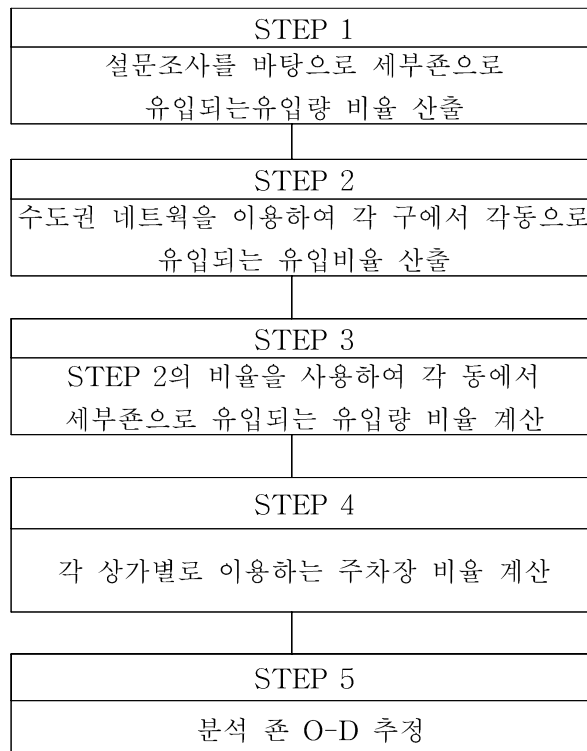 STEP 1
설문조사를 바탕으로 세부죤으로
유입되는유입량 비율 산출
STEP 2
수도권 네트웍을 이용하여 각 구에서 각동으로
유입되는 유입비율 산출
STEP 3
STEP 2의 비율을 사용하여 각 동에서
세부죤으로 유입되는 유입량 비율 계산
STEP 4
각 상가별로 이용하는 주차장 비율 계산
STEP 5
분석 죤 O-D 추정